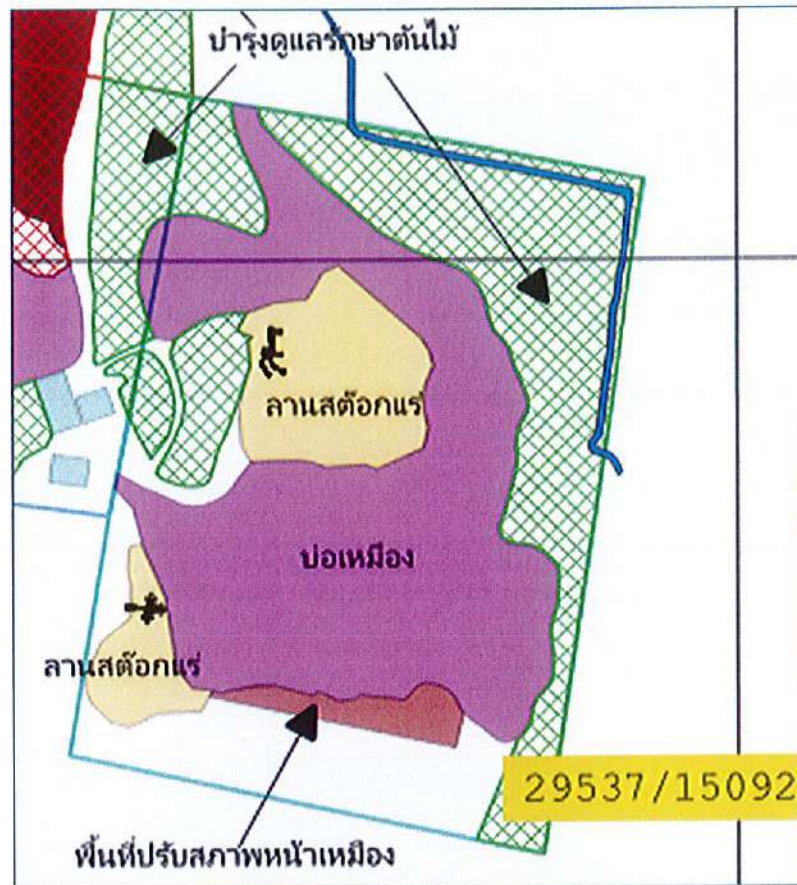 บำรุงดูแลรักษาต้นไม้
ลานสต๊อกแร่
บ่อเหมือง
ลานสต๊อกแร่
29537/15092
พื้นที่ปรับสภาพหน้าเหมือง